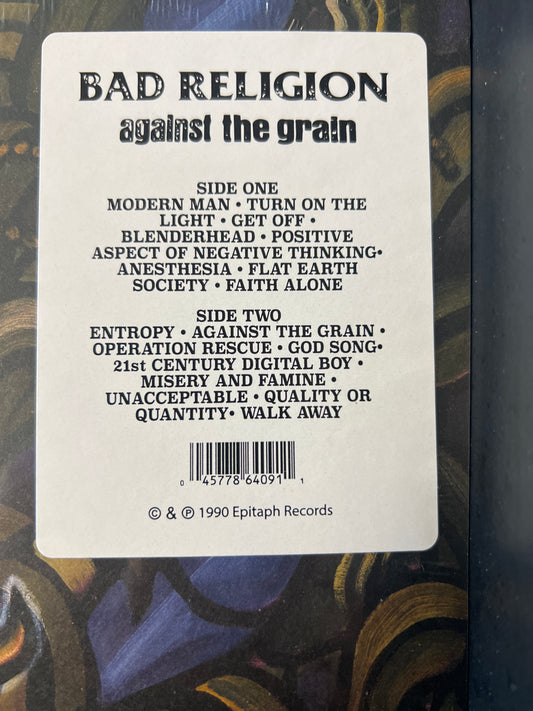 BAD RELIGION
against the grain
SIDE ONE
MODERN MAN • TURN ON THE
LIGHT • GET OFF •
BLENDERHEAD • POSITIVE
ASPECT OF NEGATIVE THINKING•
ANESTHESIA • FLAT EARTH
SOCIETY • FAITH ALONE
SIDE TWO
ENTROPY • AGAINST THE GRAIN •
OPERATION RESCUE • GOD SONG•
21st CENTURY DIGITAL BOY •
MISERY AND FAMINE •
UNACCEPTABLE • QUALITY OR
QUANTITY• WALK AWAY
0 45778 64091 1
© & ℗ 1990 Epitaph Records